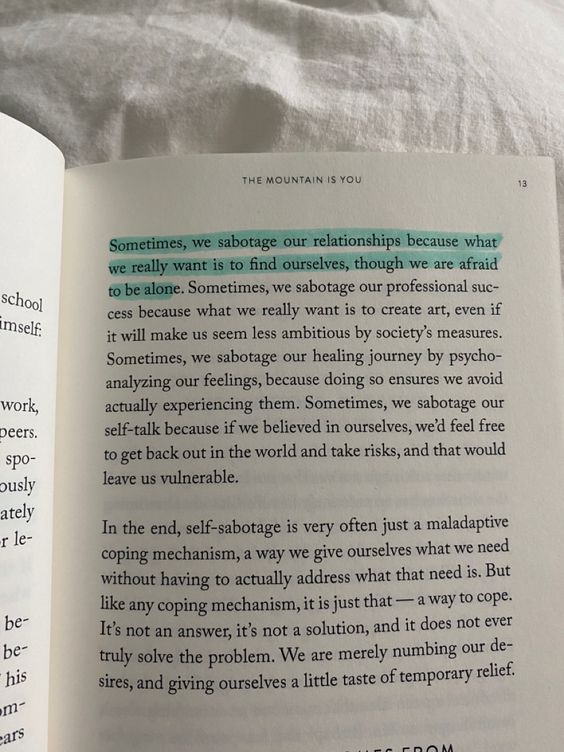 school
imself:
work,
peers.
spo-
ously
ately
r le-
be-
be-
his
om-
ears
THE MOUNTAIN IS YOU
13
Sometimes, we sabotage our relationships because what
we really want is to find ourselves, though we are afraid
to be alone. Sometimes, we sabotage our professional suc-
cess because what we really want is to create art, even if
it will make us seem less ambitious by society’s measures.
Sometimes, we sabotage our healing journey by psycho-
analyzing our feelings, because doing so ensures we avoid
actually experiencing them. Sometimes, we sabotage our
self-talk because if we believed in ourselves, we’d feel free
to get back out in the world and take risks, and that would
leave us vulnerable.
In the end, self-sabotage is very often just a maladaptive
coping mechanism, a way we give ourselves what we need
without having to actually address what that need is. But
like any coping mechanism, it is just that — a way to cope.
It’s not an answer, it’s not a solution, and it does not ever
truly solve the problem. We are merely numbing our de-
sires, and giving ourselves a little taste of temporary relief.
FROM